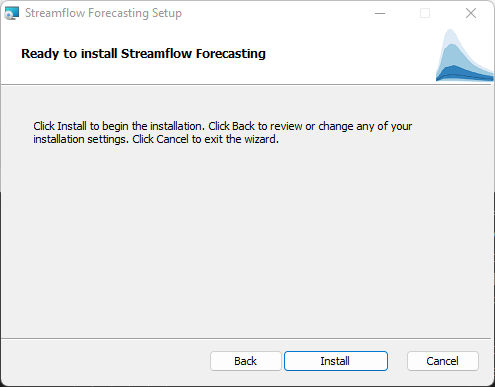 Streamflow Forecasting Setup
Ready to install Streamflow Forecasting
Click Install to begin the installation. Click Back to review or change any of your
installation settings. Click Cancel to exit the wizard.
Back
Install
Cancel